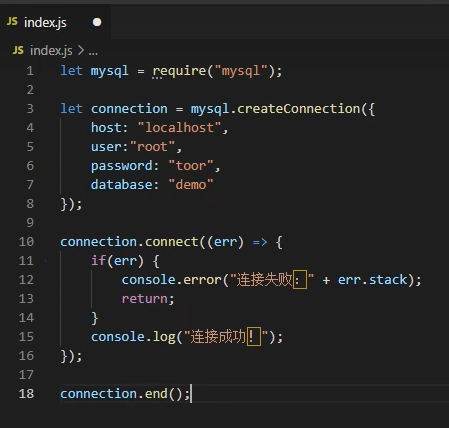 JS index.js
JS index.js > ...
1 let mysql = require("mysql");
2
3 let connection = mysql.createConnection({
4     host: "localhost",
5     user:"root",
6     password: "toor",
7     database: "demo"
8 });
9
10 connection.connect((err) => {
11     if(err) {
12         console.error("连接失败：" + err.stack);
13         return;
14     }
15     console.log("连接成功！");
16 });
17
18 connection.end();